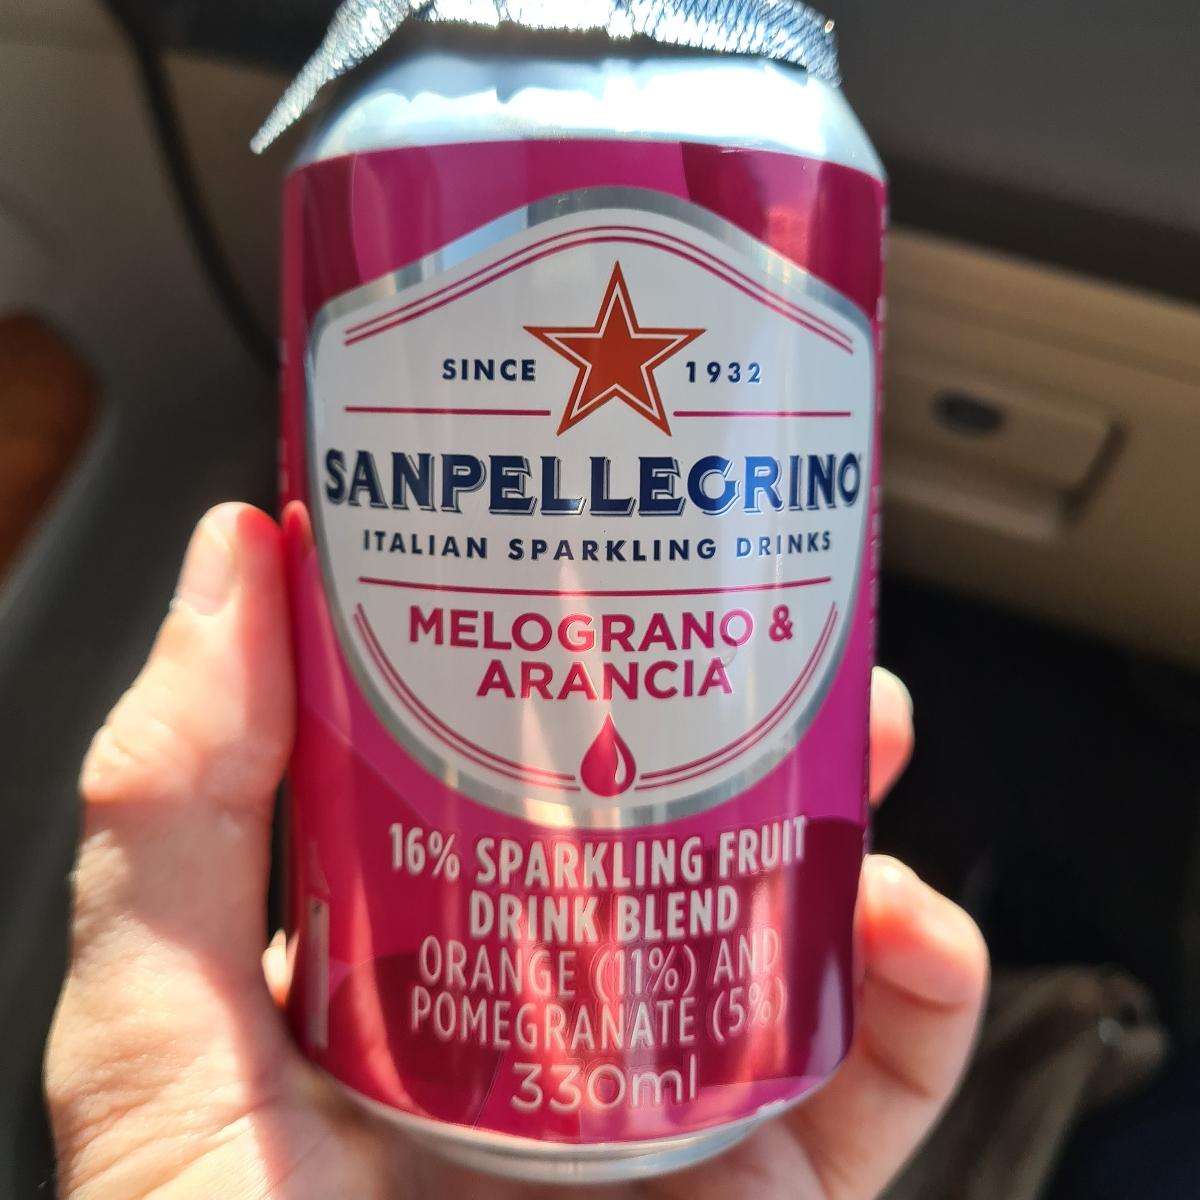 SINCE 1932
SANPELLEGRINO
ITALIAN SPARKLING DRINKS
MELOGRANO &
ARANCIA
16% SPARKLING FRUIT
DRINK BLEND
ORANGE (11%) AND
POMEGRANATE (5%)
330ml